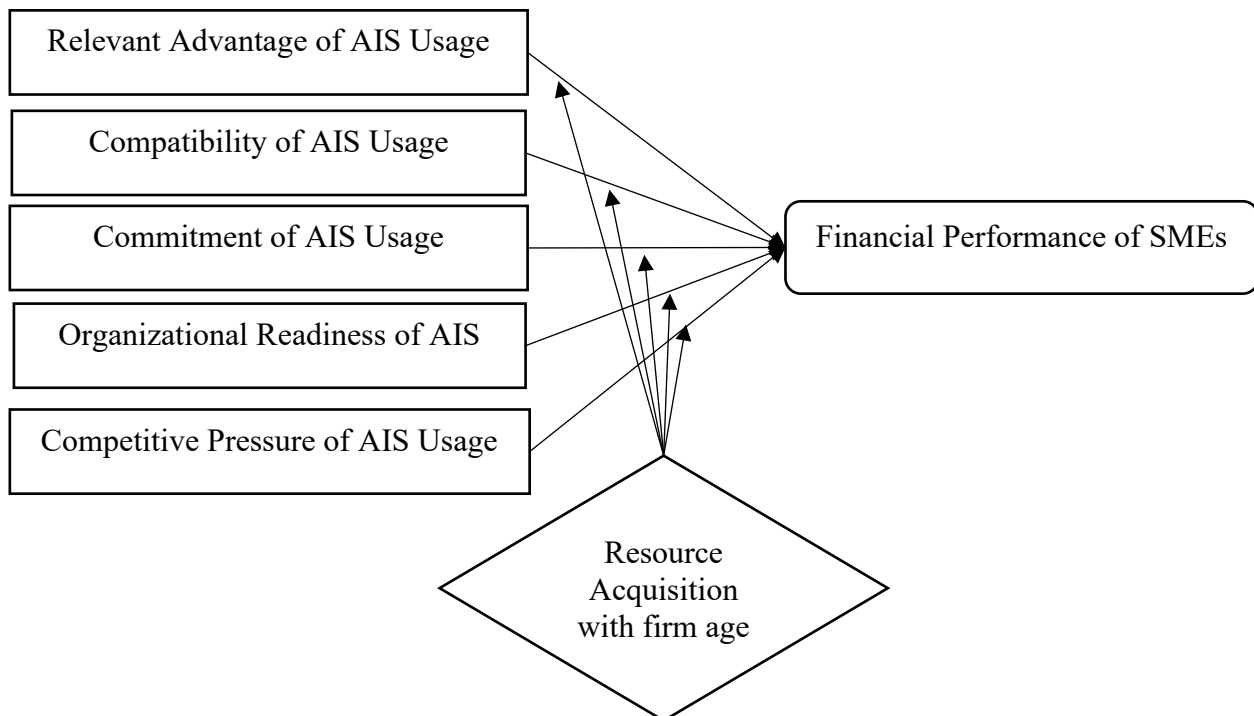 Relevant Advantage of AIS Usage
Compatibility of AIS Usage
Commitment of AIS Usage
Financial Performance of SMEs
Organizational Readiness of AIS
Competitive Pressure of AIS Usage
Resource
Acquisition
with firm age